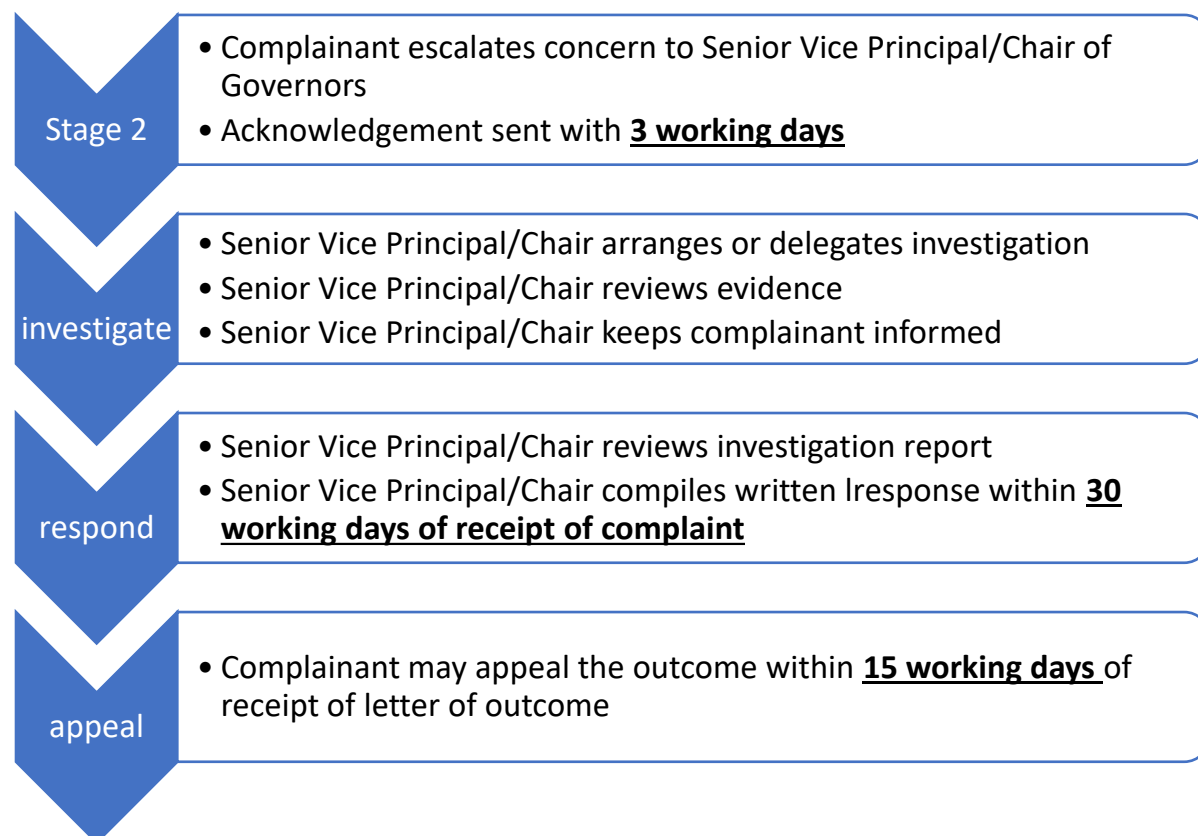 Stage 2
• Complainant escalates concern to Senior Vice Principal/Chair of
Governors
• Acknowledgement sent with 3 working days
investigate
• Senior Vice Principal/Chair arranges or delegates investigation
• Senior Vice Principal/Chair reviews evidence
• Senior Vice Principal/Chair keeps complainant informed
respond
• Senior Vice Principal/Chair reviews investigation report
• Senior Vice Principal/Chair compiles written lresponse within 30
working days of receipt of complaint
appeal
• Complainant may appeal the outcome within 15 working days of
receipt of letter of outcome